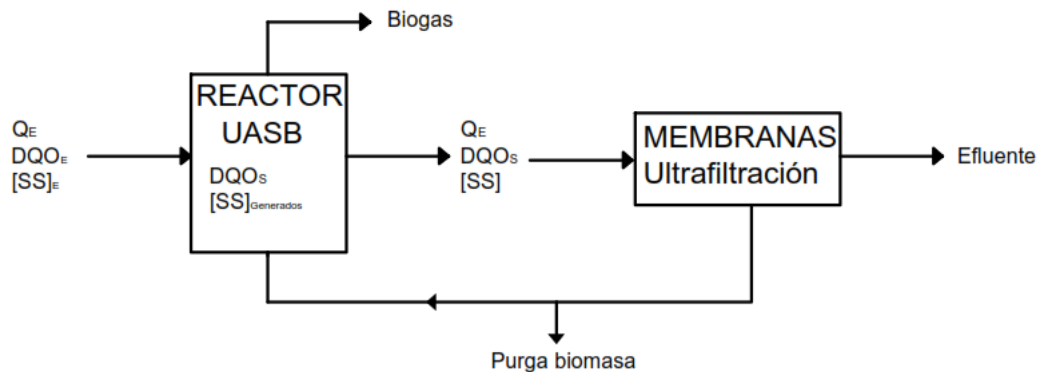 Biogas
REACTOR
UASB
DQOS
[SS]Generados
QE
DQOE
[SS]E
QE
DQOS
[SS]
MEMBRANAS
Ultrafiltración
Efluente
Purga biomasa